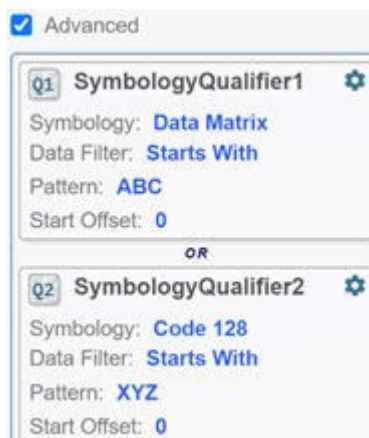 Advanced
Q1 SymbologyQualifier1
Symbology: Data Matrix
Data Filter: Starts With
Pattern: ABC
Start Offset: 0
OR
Q2 SymbologyQualifier2
Symbology: Code 128
Data Filter: Starts With
Pattern: XYZ
Start Offset: 0